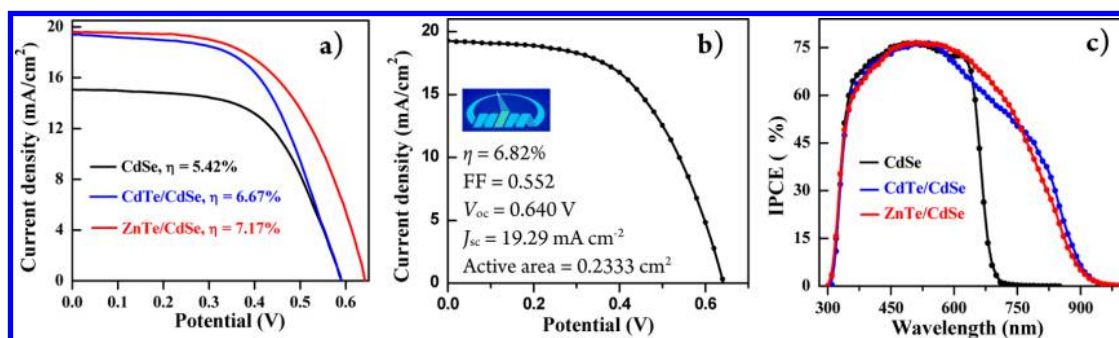 a)
20
16
12
8
4
0
Current density (mA/cm²)
CdSe, η = 5.42%
CdTe/CdSe, η = 6.67%
ZnTe/CdSe, η = 7.17%
0.0 0.1 0.2 0.3 0.4 0.5 0.6
Potential (V)
b)
20
15
10
5
0
Current density (mA/cm²)
nim
η = 6.82%
FF = 0.552
Voc = 0.640 V
Jsc = 19.29 mA cm⁻²
Active area = 0.2333 cm²
0.0 0.2 0.4 0.6
Potential (V)
c)
75
60
45
30
15
0
IPCE ( %)
CdSe
CdTe/CdSe
ZnTe/CdSe
300 450 600 750 900
Wavelength (nm)